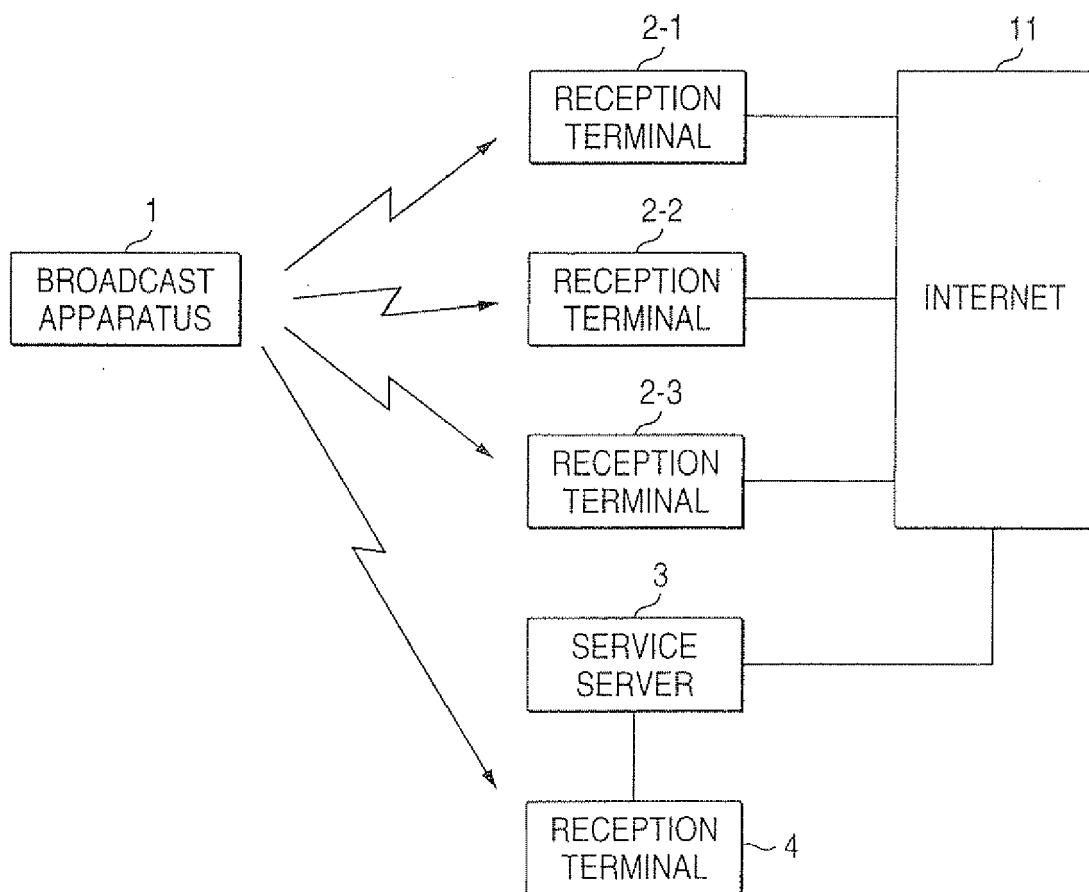 2-1
11
RECEPTION
TERMINAL
1
2-2
BROADCAST
APPARATUS
RECEPTION
TERMINAL
INTERNET
2-3
RECEPTION
TERMINAL
3
SERVICE
SERVER
RECEPTION
TERMINAL
4